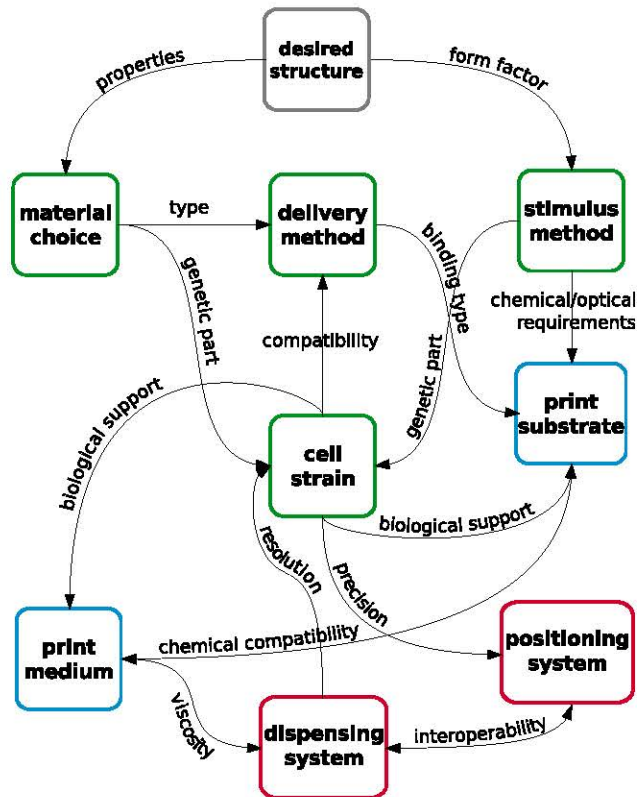 desired
structure
properties
form factor
material
choice
type
delivery
method
stimulus
method
binding type
genetic part
chemical/optical
requirements
compatibility
genetic part
print
substrate
biological support
cell
strain
biological support
resolution
precision
print
medium
chemical compatibility
positioning
system
viscosity
dispensing
system
interoperability